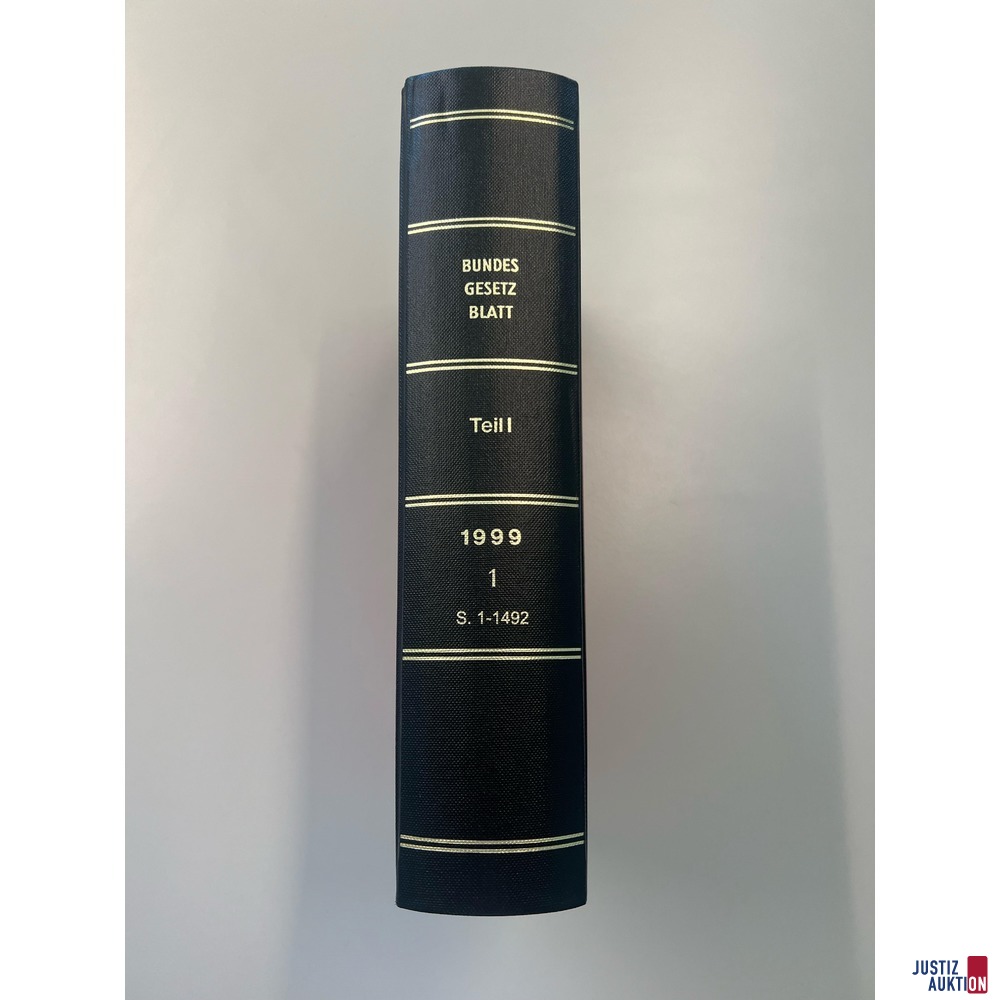 BUNDES
GESETZ
BLATT
Teil I
1999
1
S. 1-1492
JUSTIZ
AUKTION